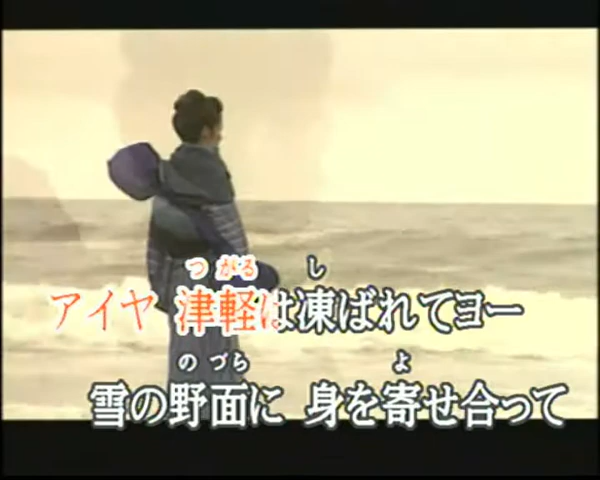 つ がる し
アイヤ 津軽は凍ばれてヨー
の づら よ
雪の野面に 身を寄せ合って